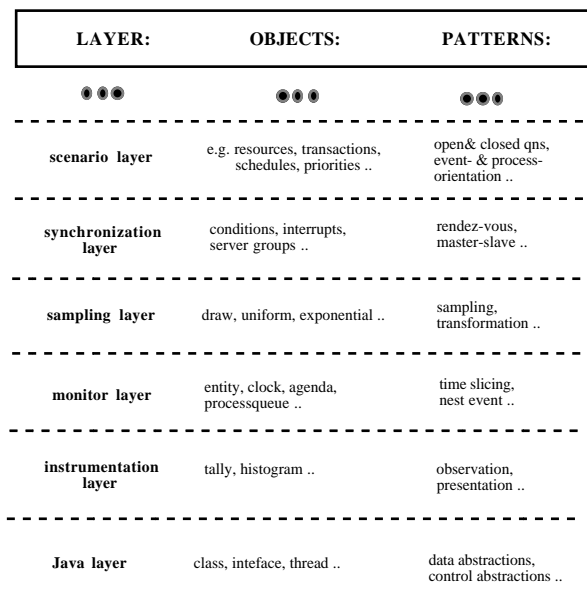 LAYER: OBJECTS: PATTERNS:
scenario layer
e.g. resources, transactions,
schedules, priorities ..
open& closed qns,
event- & process-
orientation ..
synchronization
layer
conditions, interrupts,
server groups ..
rendez-vous,
master-slave ..
sampling layer
draw, uniform, exponential ..
sampling,
transformation ..
monitor layer
entity, clock, agenda,
processqueue ..
time slicing,
nest event ..
instrumentation
layer
tally, histogram ..
observation,
presentation ..
Java layer
class, inteface, thread ..
data abstractions,
control abstractions ..